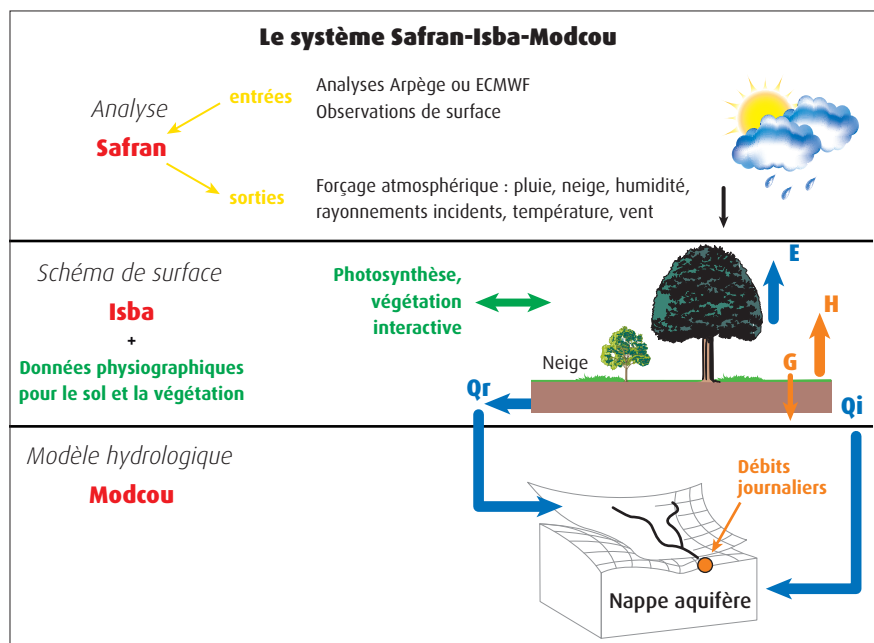 Le système Safran-Isba-Modcou
Analyse
Safran
entrées
Analyses Arpège ou ECMWF
Observations de surface
sorties
Forçage atmosphérique : pluie, neige, humidité,
rayonnements incidents, température, vent
Schéma de surface
Isba
+
Données physiographiques
pour le sol et la végétation
Photosynthèse,
végétation
interactive
Neige
E
H
G
Qr
Qi
Modèle hydrologique
Modcou
Débits
journaliers
Nappe aquifère